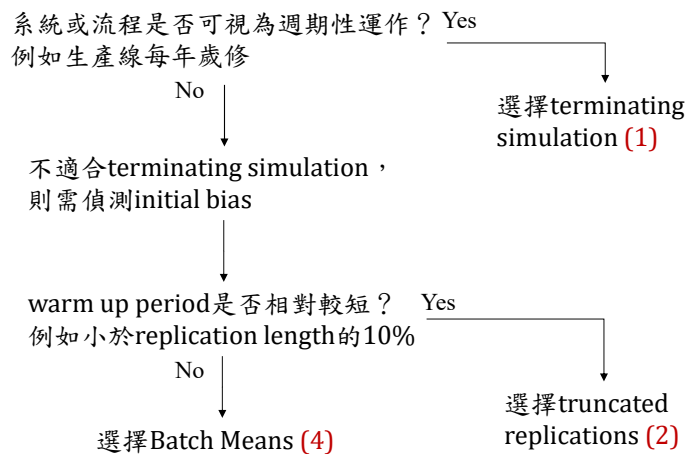 系統或流程是否可視為週期性運作？ Yes
例如生產線每年歲修
No
選擇terminating
simulation (1)
不適合terminating simulation，
則需偵測initial bias
warm up period是否相對較短？ Yes
例如小於replication length的10%
No
選擇truncated
replications (2)
選擇Batch Means (4)